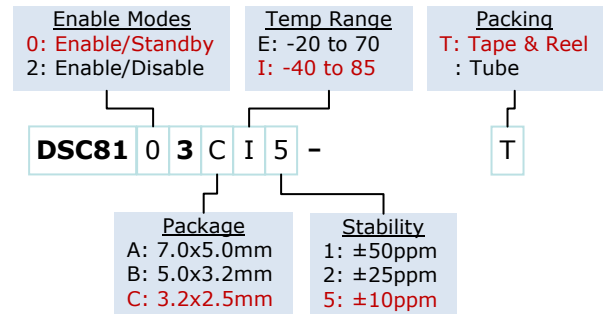 Enable Modes
0: Enable/Standby
2: Enable/Disable
Temp Range
E: -20 to 70
I: -40 to 85
Packing
T: Tape & Reel
: Tube
DSC81 0 3 C I 5 – T
Package
A: 7.0x5.0mm
B: 5.0x3.2mm
C: 3.2x2.5mm
Stability
1: ±50ppm
2: ±25ppm
5: ±10ppm